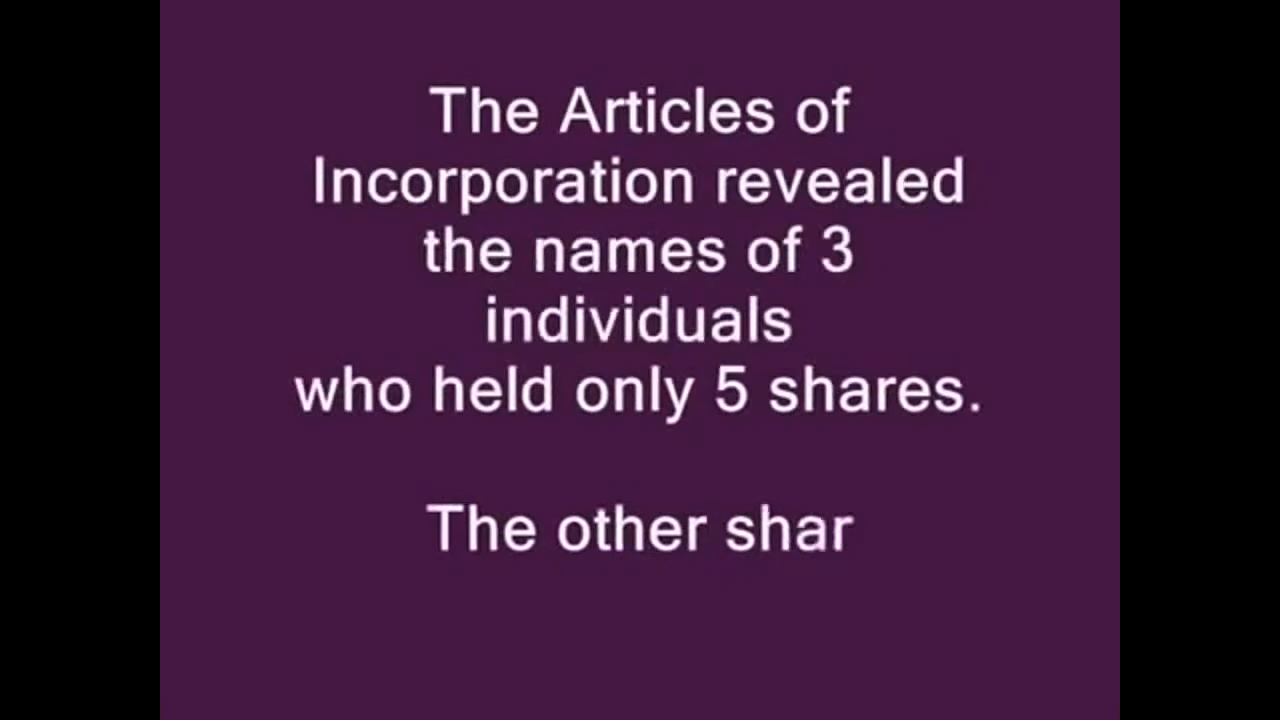 The Articles of
Incorporation revealed
the names of 3
individuals
who held only 5 shares.
The other shar